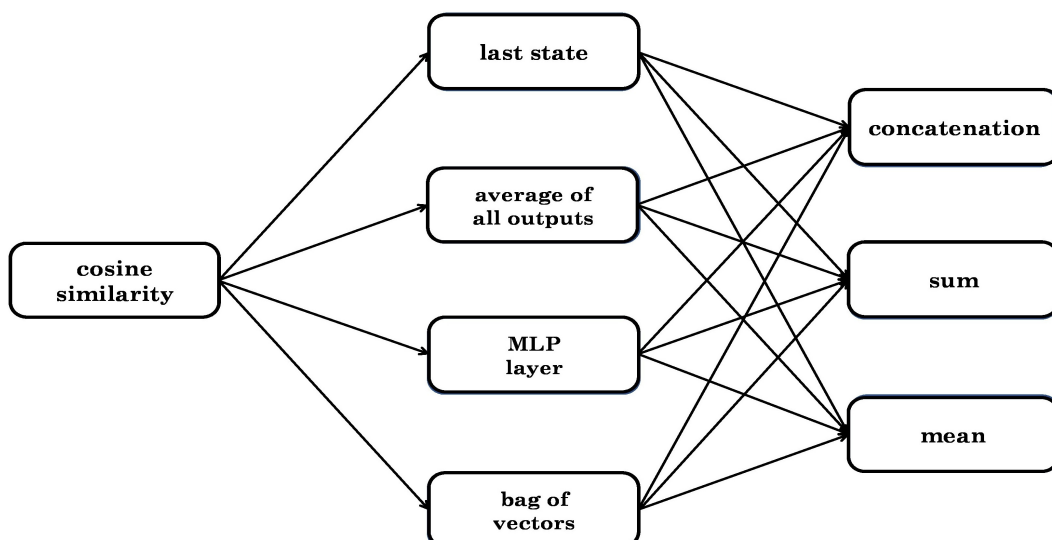 last state
concatenation
average of
all outputs
cosine
similarity
sum
MLP
layer
mean
bag of
vectors